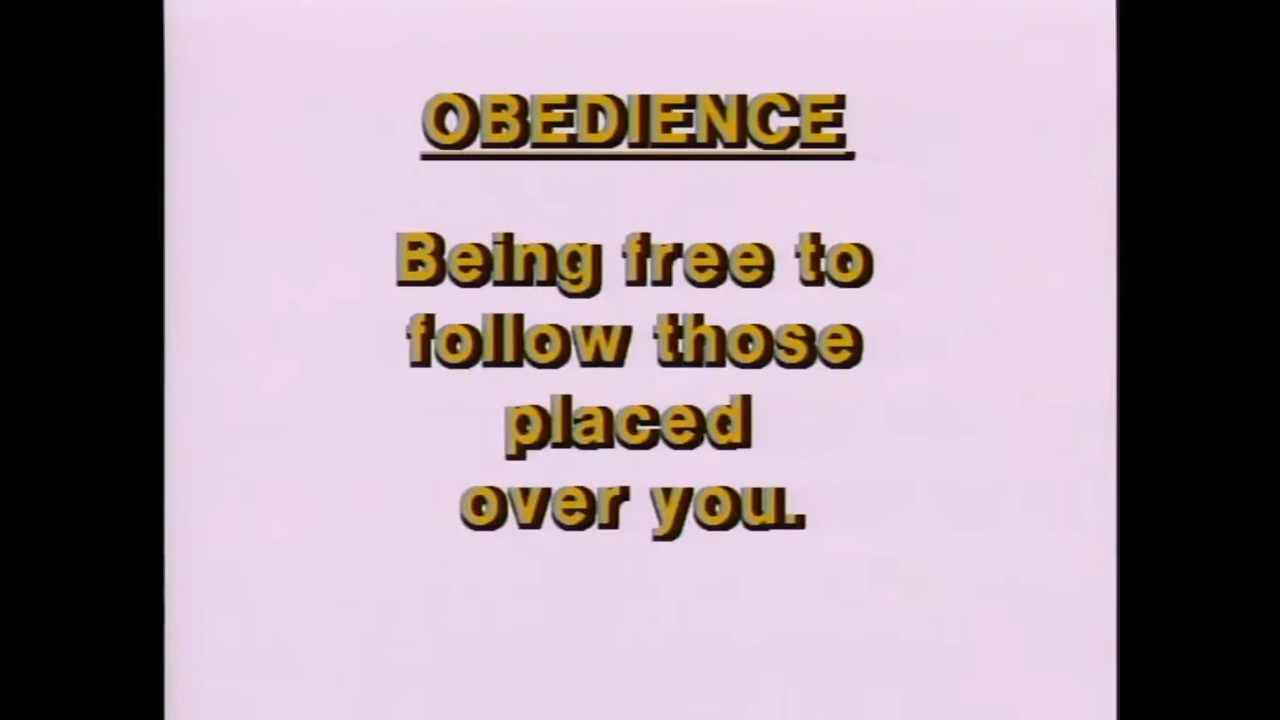 OBEDIENCE
Being free to
follow those
placed
over you.